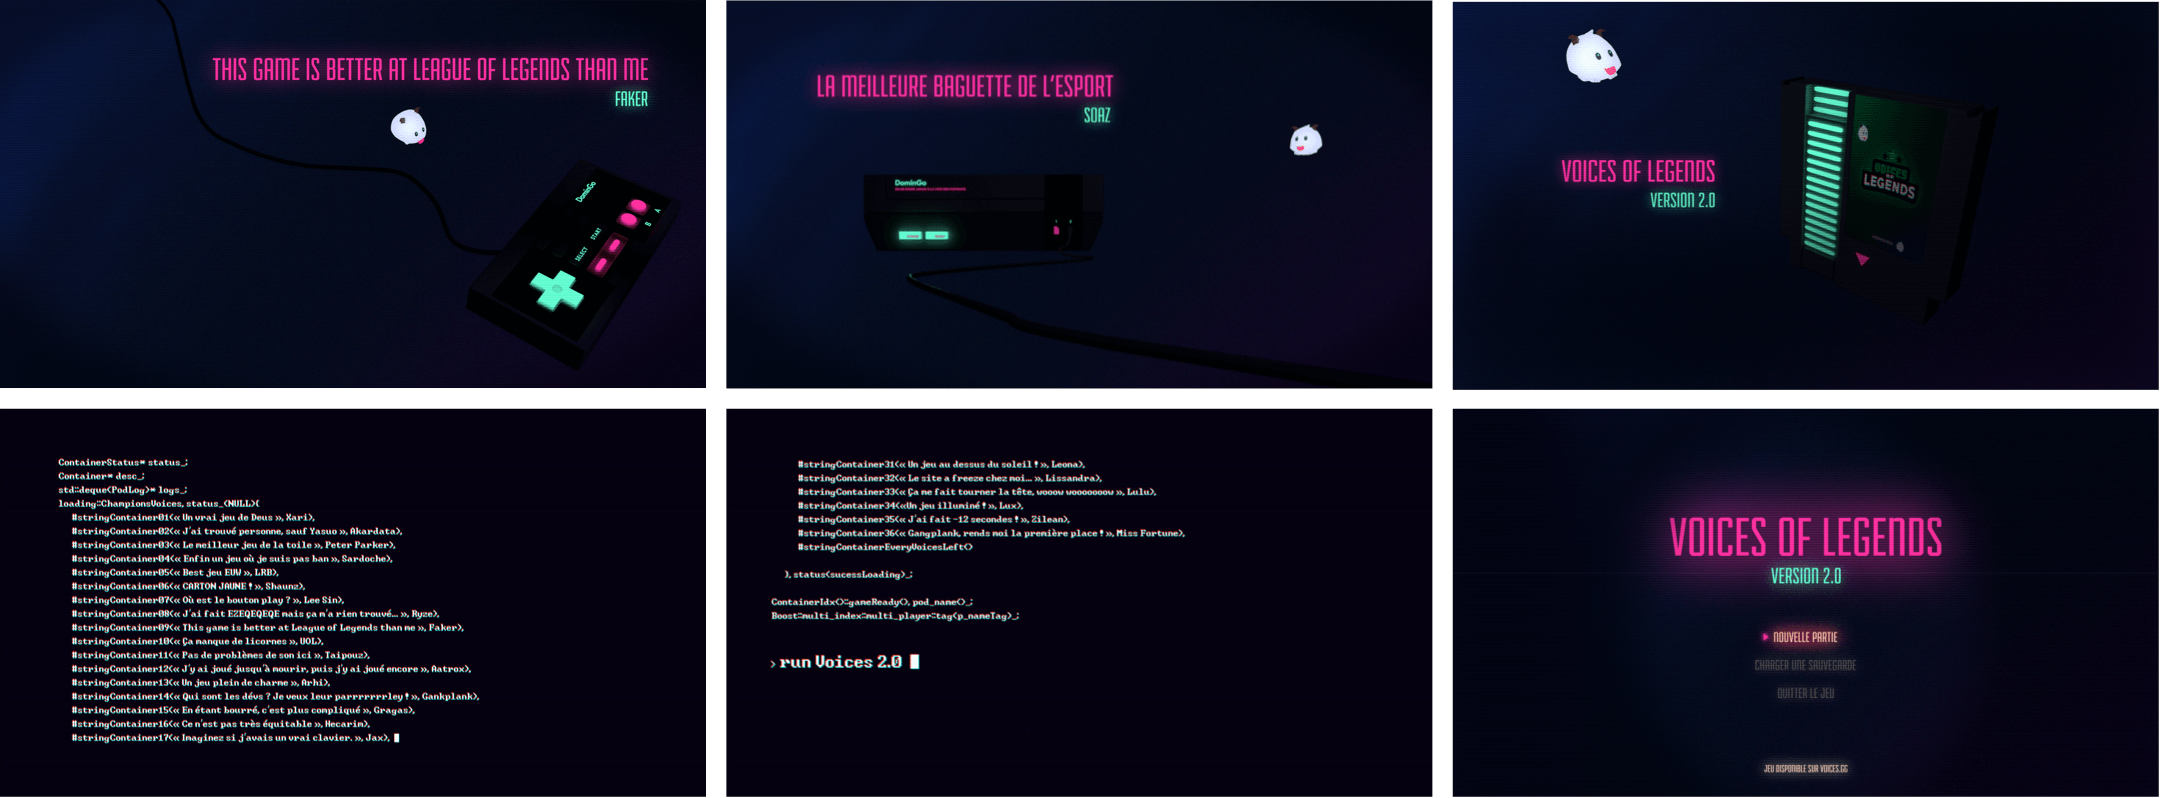 THIS GAME IS BETTER AT LEAGUE OF LEGENDS THAN ME
FAKER
DominGo
SELECT START
B A
LA MEILLEURE BAGUETTE DE L'ESPORT
SOAZ
DominGo
VOICES OF LEGENDS
VERSION 2.0
VOICES OF LEGENDS
ContainerStatus* status_;
Container* desc_;
std::deque<PodLog>* logs_;
loading::ChampionsVoices, status_(NULL){
#stringContainer01(« Un vrai jeu de Deus », Xari),
#stringContainer02(« J'ai trouvé personne, sauf Yasuo », Akardata),
#stringContainer03(« Le meilleur jeu de la toile », Peter Parker),
#stringContainer04(« Enfin un jeu où je suis pas ban », Sardoche),
#stringContainer05(« Best jeu EUW », LRB),
#stringContainer06(« CARTON JAUNE ! », Shaunz),
#stringContainer07(« Où est le bouton play ? », Lee Sin),
#stringContainer08(« J'ai fait EZEQEQEQE mais ça n'a rien trouvé... », Ryze),
#stringContainer09(« This game is better at League of Legends than me », Faker),
#stringContainer10(« Ça manque de licornes », UOL),
#stringContainer11(« Pas de problèmes de son ici », Taipouz),
#stringContainer12(« J'y ai joué jusqu'à mourir, puis j'y ai joué encore », Aatrox),
#stringContainer13(« Un jeu plein de charme », Arhi),
#stringContainer14(« Qui sont les dévs ? Je veux leur parrrrrrrley ! », Gankplank),
#stringContainer15(« En étant bourré, c'est plus compliqué », Gragas),
#stringContainer16(« Ce n'est pas très équitable », Hecarim),
#stringContainer17(« Imaginez si j'avais un vrai clavier. », Jax),
#stringContainer31(« Un jeu au dessus du soleil ! », Leona),
#stringContainer32(« Le site a freeze chez moi... », Lissandra),
#stringContainer33(« Ça me fait tourner la tête, wooow wooooooow », Lulu),
#stringContainer34(«Un jeu illuminé ! », Lux),
#stringContainer35(« J'ai fait -12 secondes ! », Zilean),
#stringContainer36(« Gangplank, rends moi la première place ! », Miss Fortune),
#stringContainerEveryVoicesLeft()
), status(sucessLoading)_;
ContainerIdx()::gameReady(), pod_name()_;
Boost::multi_index::multi_player::tag<p_nameTag>_;
> run Voices 2.0
VOICES OF LEGENDS
VERSION 2.0
NOUVELLE PARTIE
CHARGER UNE SAUVEGARDE
QUITTER LE JEU
JEU DISPONIBLE SUR VOICES.GG